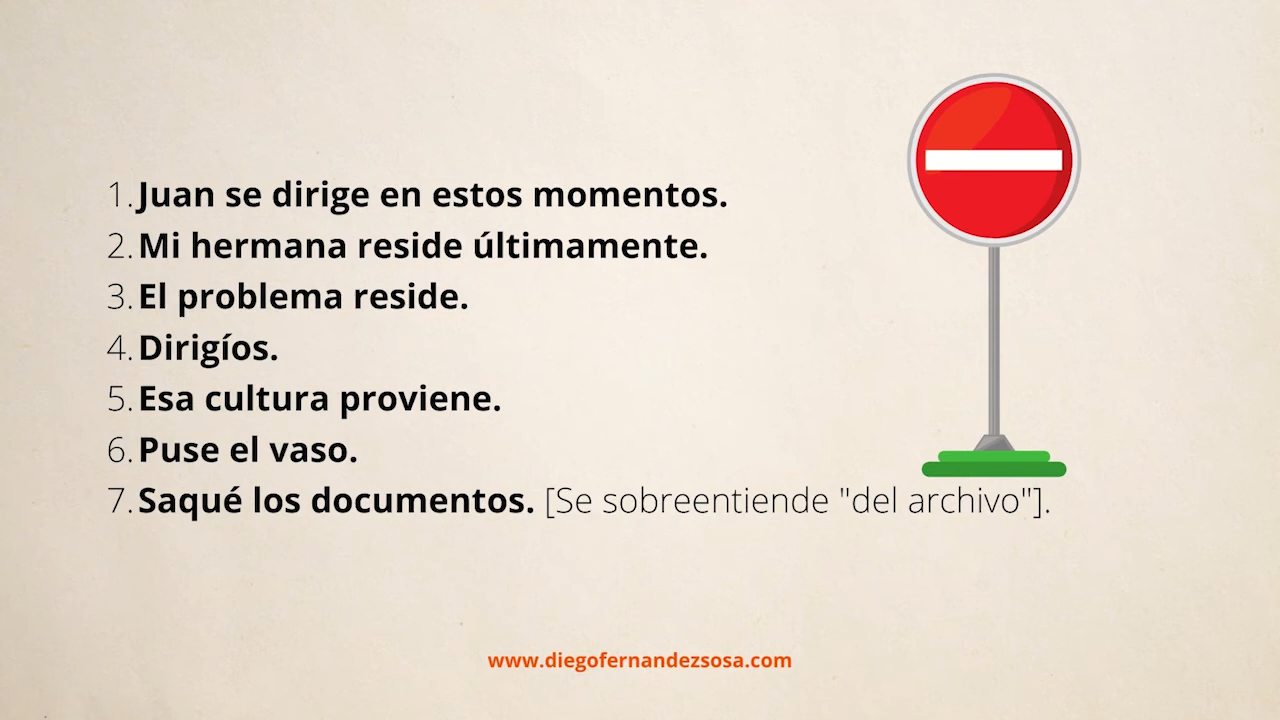 1. Juan se dirige en estos momentos.
2. Mi hermana reside últimamente.
3. El problema reside.
4. Dirigíos.
5. Esa cultura proviene.
6. Puse el vaso.
7. Saqué los documentos. [Se sobreentiende "del archivo"].
www.diegofernandezsosa.com